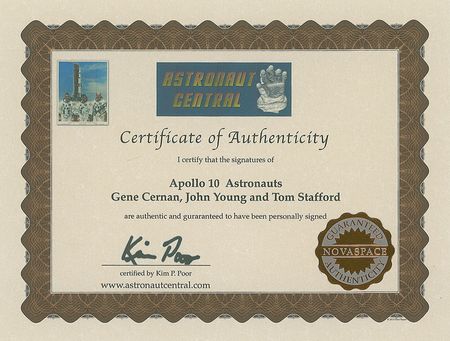 ASTRONAUT
CENTRAL
Certificate of Authenticity
I certify that the signatures of
Apollo 10 Astronauts
Gene Cernan, John Young and Tom Stafford
are authentic and guraranteed to have been personally signed
Kim Poor
certified by Kim P. Poor
www.astronautcentral.com
GUARANTEED
NOVASPACE
AUTHENTICITY